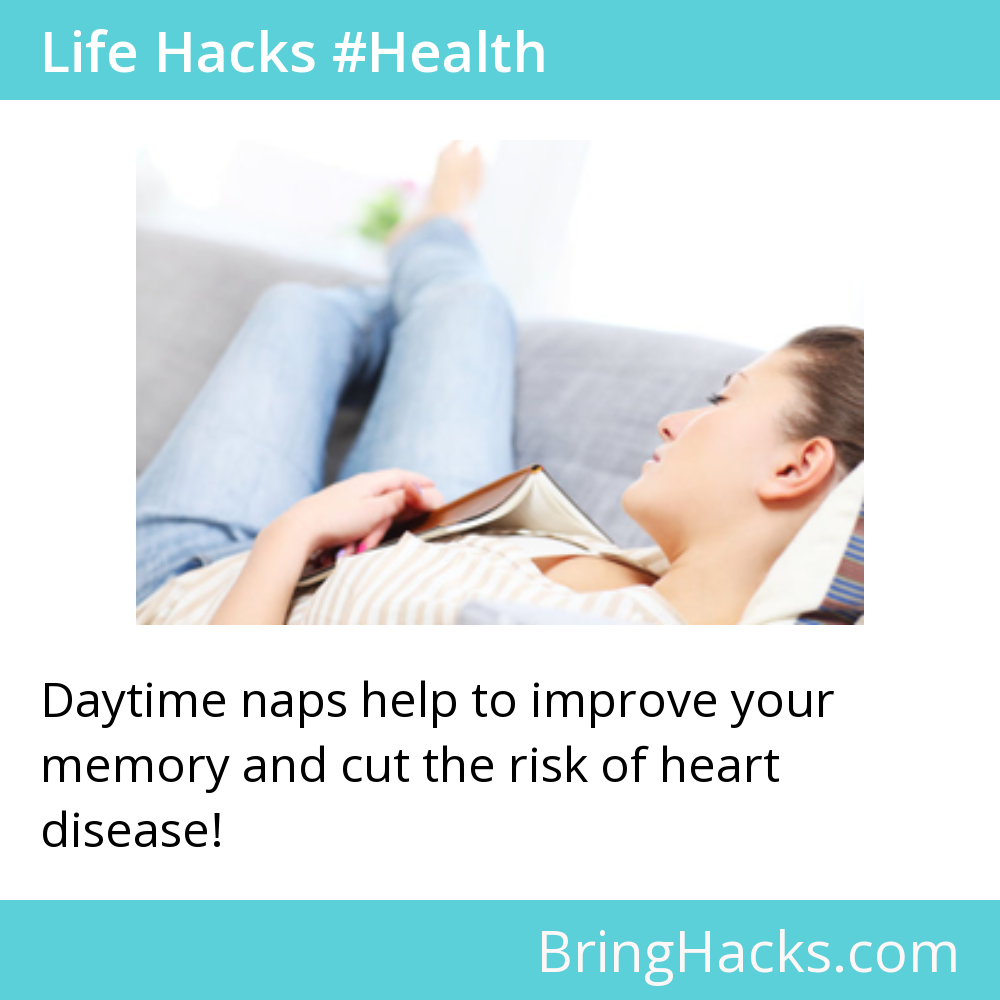 Life Hacks #Health
Daytime naps help to improve your
memory and cut the risk of heart
disease!
BringHacks.com